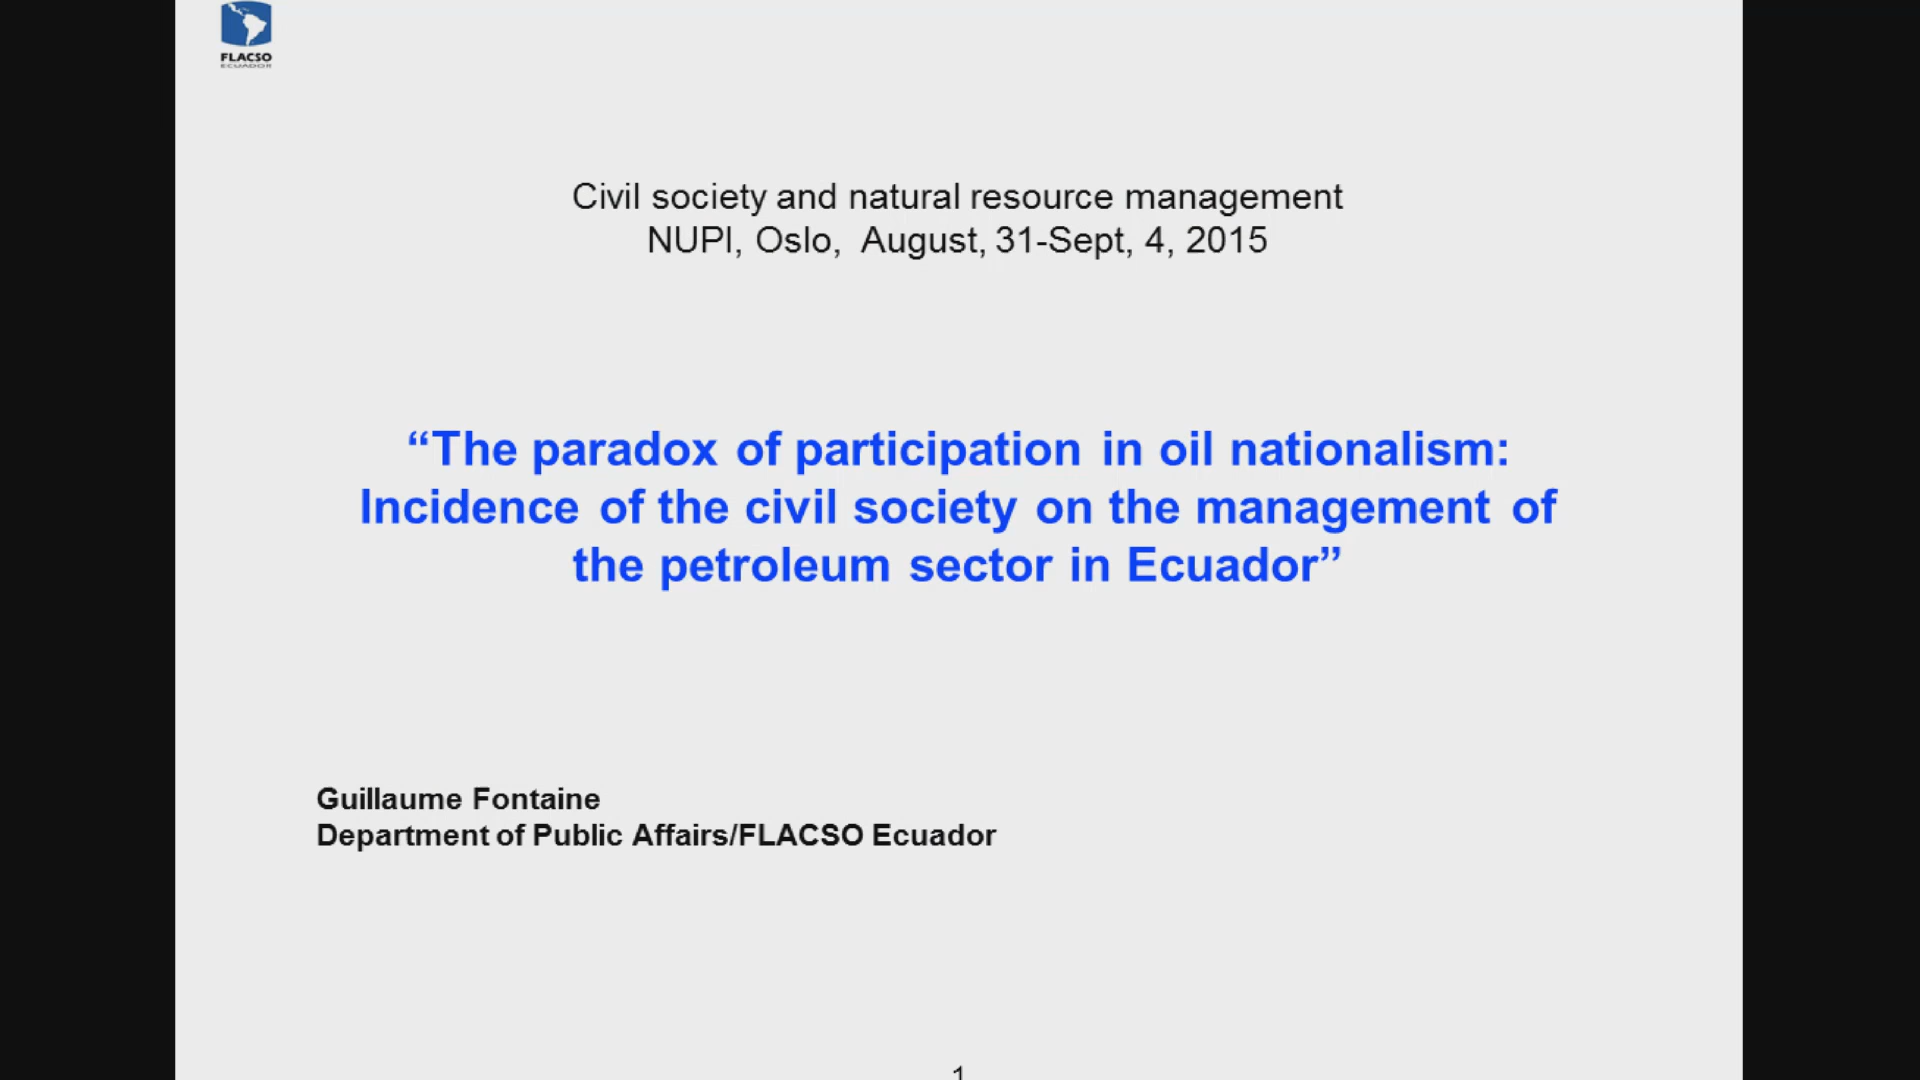 FLACSO
ECUADOR
Civil society and natural resource management
NUPI, Oslo, August, 31-Sept, 4, 2015
“The paradox of participation in oil nationalism:
Incidence of the civil society on the management of
the petroleum sector in Ecuador”
Guillaume Fontaine
Department of Public Affairs/FLACSO Ecuador
1